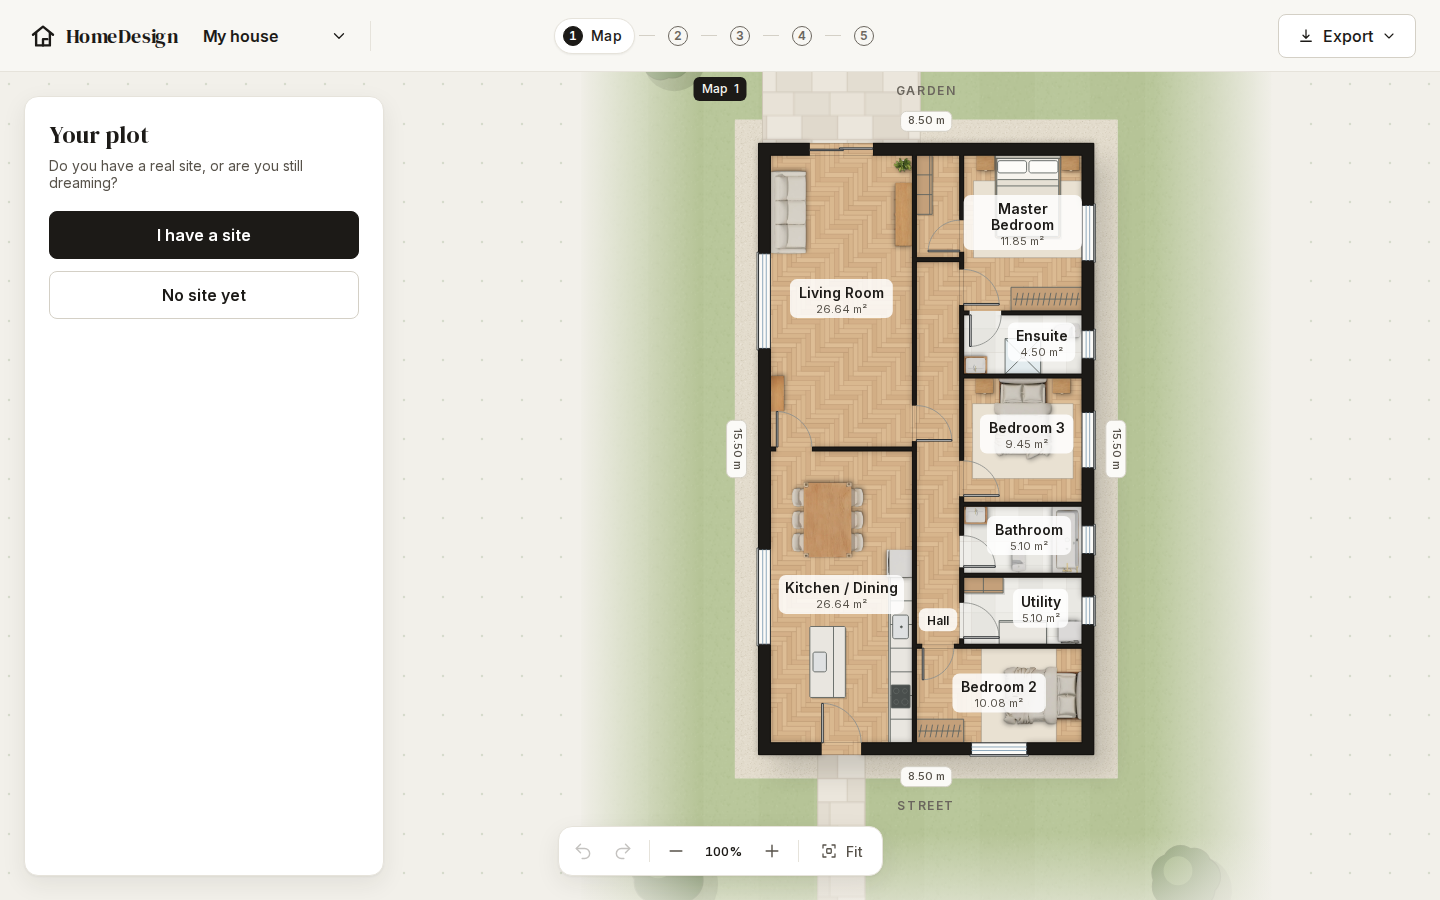 HomeDesign
My house
1 Map
2
3
4
5
Export
Map 1
Your plot
Do you have a real site, or are you still
dreaming?
I have a site
No site yet
GARDEN
8.50 m
Master
Bedroom
11.85 m²
Living Room
26.64 m²
Ensuite
4.50 m²
Bedroom 3
9.45 m²
15.50 m
15.50 m
Bathroom
5.10 m²
Kitchen / Dining
26.64 m²
Utility
5.10 m²
Hall
Bedroom 2
10.08 m²
8.50 m
STREET
100%
Fit